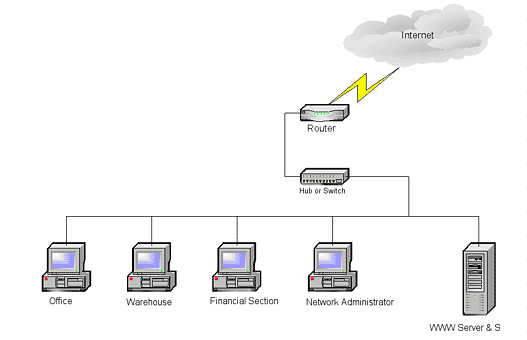 Internet
Router
Hub or Switch
Office
Warehouse
Financial Section
Network Administrator
WWW Server & S